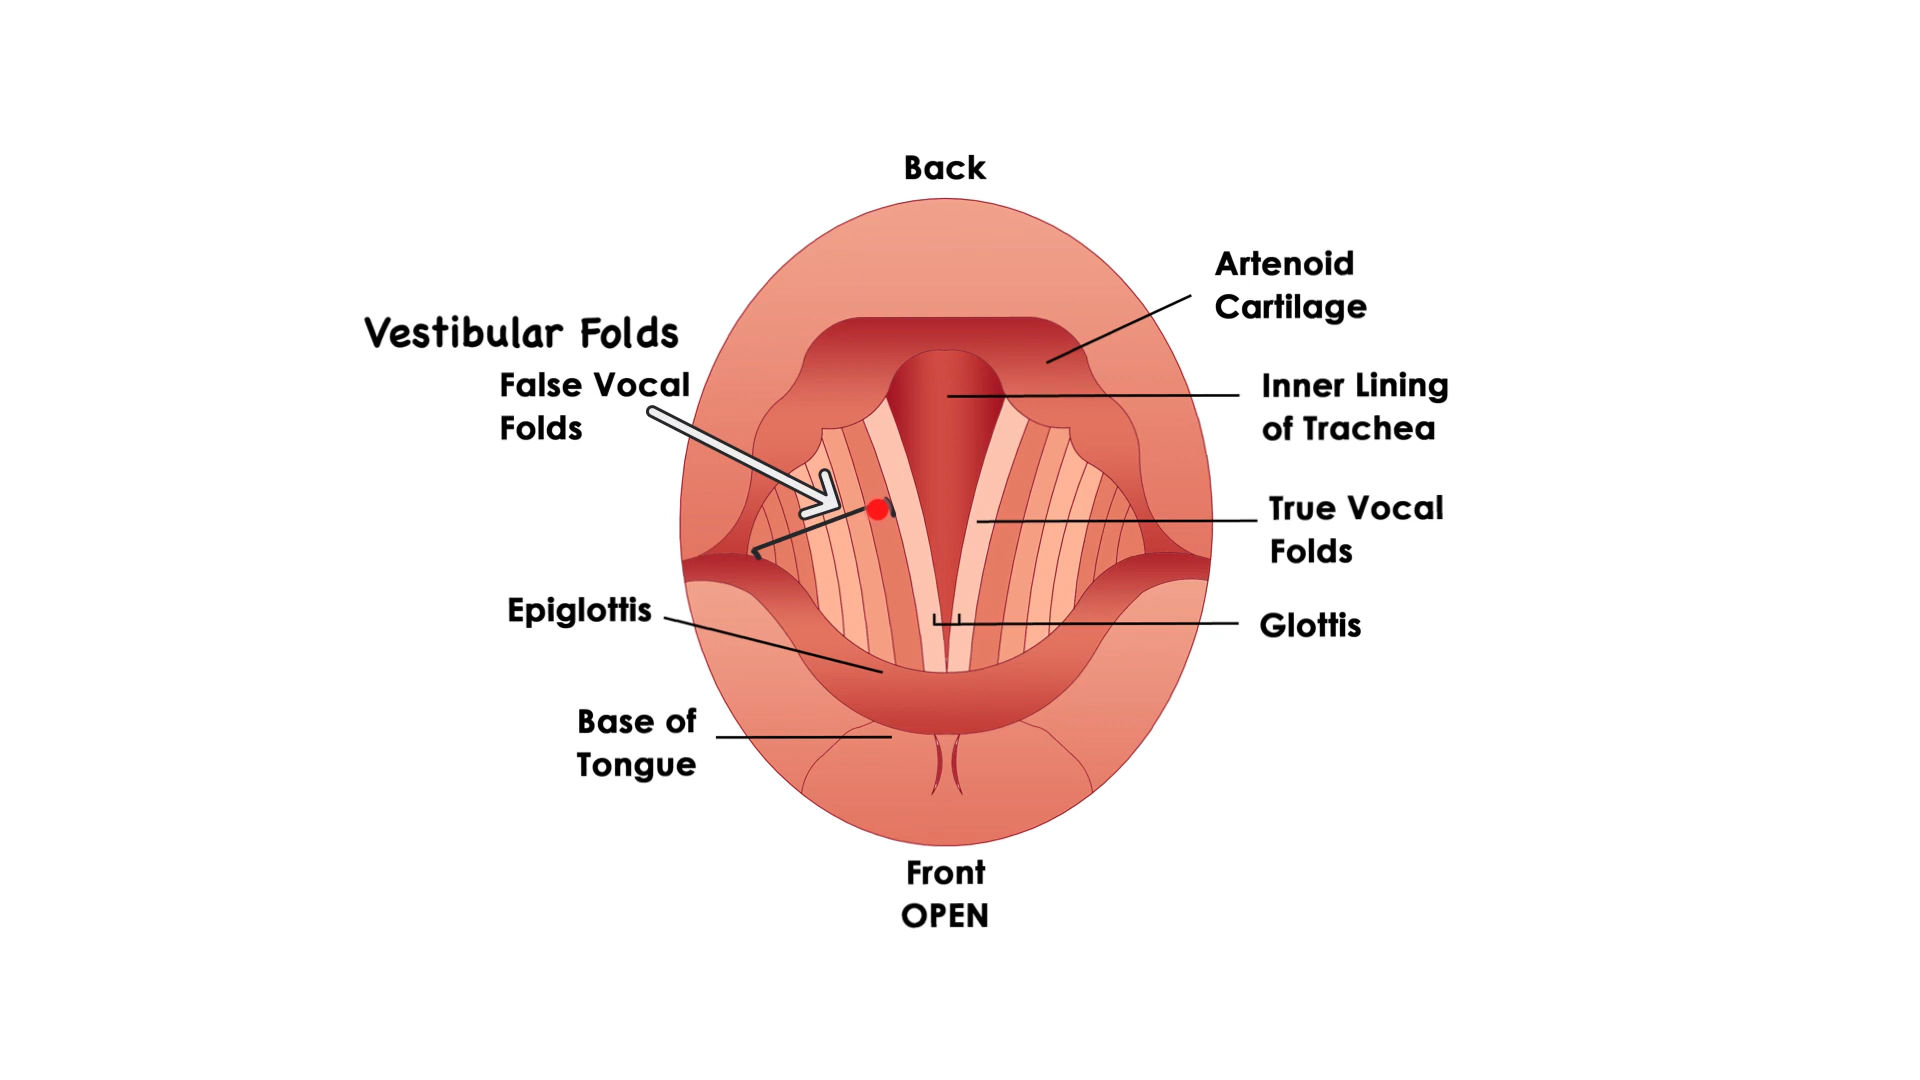 Back
Artenoid
Cartilage
Vestibular Folds
False Vocal
Folds
Inner Lining
of Trachea
True Vocal
Folds
Epiglottis
Glottis
Base of
Tongue
Front
OPEN